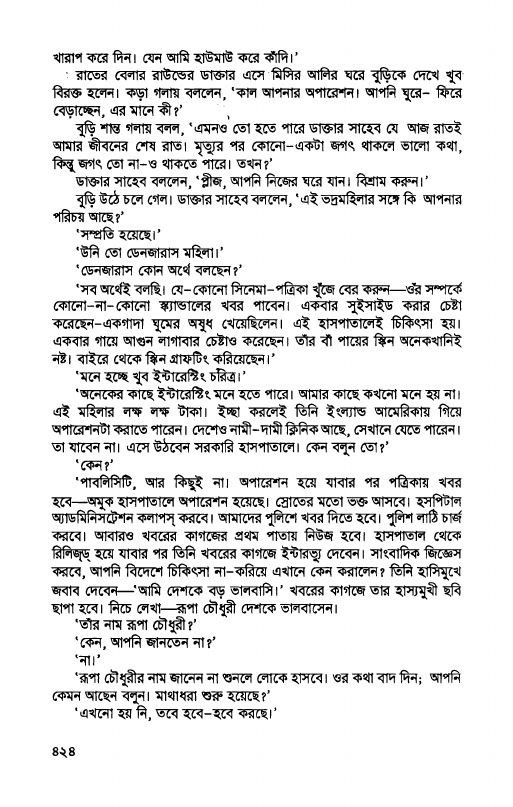 খারাপ করে দিন। যেন আমি হাউমাউ করে কাঁদি।’
রাতের বেলার রাউন্ডের ডাক্তার এসে মিসির আলির ঘরে বুড়িকে দেখে খুব
বিরক্ত হলেন। কড়া গলায় বললেন, ‘কাল আপনার অপারেশন। আপনি ঘুরে–ফিরে
বেড়াচ্ছেন, এর মানে কী?’
বুড়ি শান্ত গলায় বলল, ‘এমনও তো হতে পারে ডাক্তার সাহেব যে আজ রাতই
আমার জীবনের শেষ রাত। মৃত্যুর পর কোনো–একটা জগৎ থাকলে ভালো কথা,
কিন্তু জগৎ তো না–ও থাকতে পারে। তখন?’
ডাক্তার সাহেব বললেন, ‘প্লীজ, আপনি নিজের ঘরে যান। বিশ্রাম করুন।’
বুড়ি উঠে চলে গেল। ডাক্তার সাহেব বললেন, ‘এই ভদ্রমহিলার সঙ্গে কি আপনার
পরিচয় আছে?’
‘সম্প্রতি হয়েছে।’
‘উনি তো ডেনজারাস মহিলা।’
‘ডেনজারাস কোন অর্থে বলছেন?’
‘সব অর্থেই বলছি। যে–কোনো সিনেমা–পত্রিকা খুঁজে বের করুন—ওঁর সম্পর্কে
কোনো–না–কোনো স্ক্যান্ডালের খবর পাবেন। একবার সুইসাইড করার চেষ্টা
করেছেন–একগাদা ঘুমের অষুধ খেয়েছিলেন। এই হাসপাতালেই চিকিৎসা হয়।
একবার গায়ে আগুন লাগাবার চেষ্টাও করেছেন। তাঁর বাঁ পায়ের স্কিন অনেকখানিই
নষ্ট। বাইরে থেকে স্কিন গ্রাফটিং করিয়েছেন।’
‘মনে হচ্ছে খুব ইন্টারেস্টিং চরিত্র।’
‘অনেকের কাছে ইন্টারেস্টিং মনে হতে পারে। আমার কাছে কখনো মনে হয় না।
এই মহিলার লক্ষ লক্ষ টাকা। ইচ্ছা করলেই তিনি ইংল্যান্ড আমেরিকায় গিয়ে
অপারেশনটা করাতে পারেন। দেশেও নামী–দামী ক্লিনিক আছে, সেখানে যেতে পারেন।
তা যাবেন না। এসে উঠবেন সরকারি হাসপাতালে। কেন বলুন তো?’
‘কেন?’
‘পাবলিসিটি, আর কিছুই না। অপারেশন হয়ে যাবার পর পত্রিকায় খবর
হবে—অমুক হাসপাতালে অপারেশন হয়েছে। স্রোতের মতো ভক্ত আসবে। হসপিটাল
অ্যাডমিনিসট্রেশন কলাপস্ করবে। আমাদের পুলিশে খবর দিতে হবে। পুলিশ লাঠি চার্জ
করবে। আবারও খবরের কাগজের প্রথম পাতায় নিউজ হবে। হাসপাতাল থেকে
রিলিজ্‌ড্ হয়ে যাবার পর তিনি খবরের কাগজে ইন্টারভ্যু দেবেন। সাংবাদিক জিজ্ঞেস
করবে, আপনি বিদেশে চিকিৎসা না–করিয়ে এখানে কেন করালেন? তিনি হাসিমুখে
জবাব দেবেন—‘আমি দেশকে বড় ভালবাসি।’ খবরের কাগজে তার হাস্যমুখী ছবি
ছাপা হবে। নিচে লেখা—রূপা চৌধুরী দেশকে ভালবাসেন।
‘তাঁর নাম রূপা চৌধুরী?’
‘কেন, আপনি জানতেন না?’
‘না।’
‘রূপা চৌধুরীর নাম জানেন না শুনলে লোকে হাসবে। ওর কথা বাদ দিন; আপনি
কেমন আছেন বলুন। মাথাধরা শুরু হয়েছে?’
‘এখনো হয় নি, তবে হবে–হবে করছে।’
৪২৪